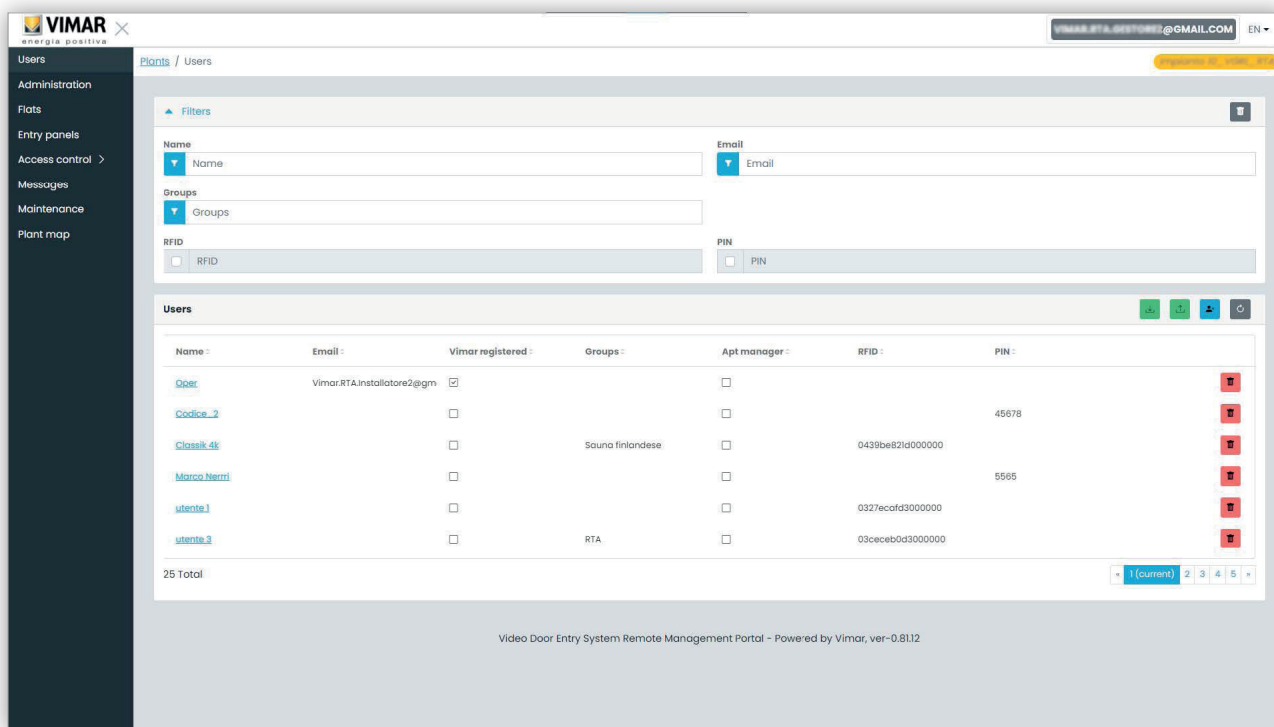 VIMAR
energia positiva
@GMAIL.COM
EN
Users
Administration
Flats
Entry panels
Access control >
Messages
Maintenance
Plant map
Plants / Users
Filters
Name
Email
Name
Email
Groups
Groups
RFID
PIN
RFID
PIN
Users
Name Email Vimar registered Groups Apt manager RFID PIN
Oper Vimar.RTA.Installatore2@gm
Codice_2 45678
Classik 4k Sauna finlandese 0439be821d000000
Marco Nerrri 5565
utente 1 0327ecafd3000000
utente 3 RTA 03ceceb0d3000000
25 Total
« 1 (current) 2 3 4 5 »
Video Door Entry System Remote Management Portal - Powered by Vimar, ver-0.81.12